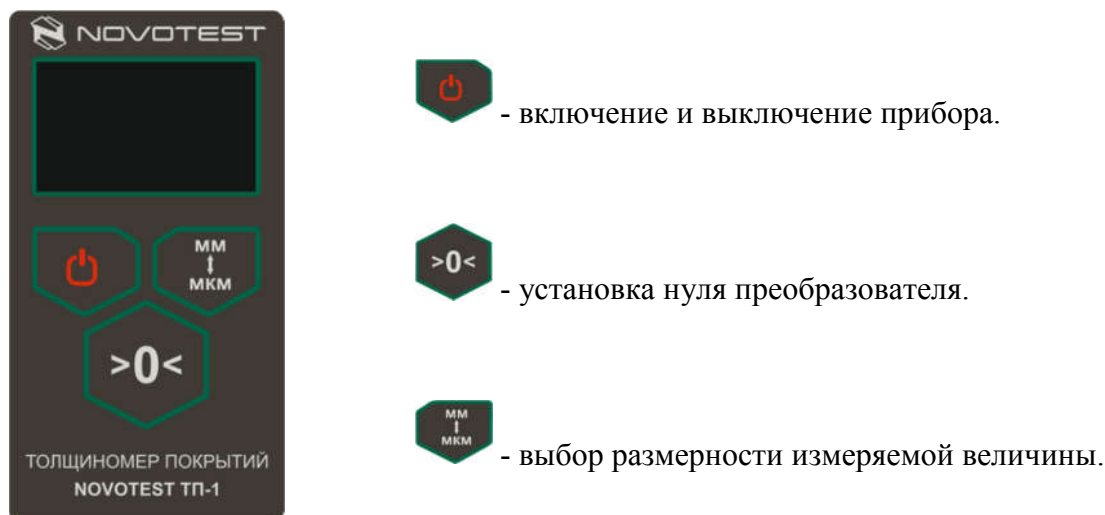 NOVOTEST
ММ
МКМ
>0<
ТОЛЩИНОМЕР ПОКРЫТИЙ
NOVOTEST ТП-1
- включение и выключение прибора.
>0<
- установка нуля преобразователя.
ММ
МКМ
- выбор размерности измеряемой величины.